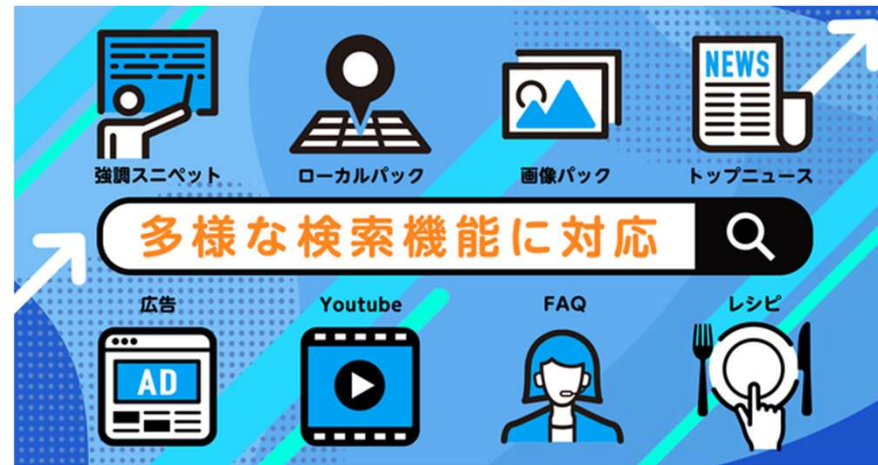 NEWS
強調スニペット
ローカルパック
画像パック
トップニュース
多様な検索機能に対応
広告
Youtube
FAQ
レシピ
AD